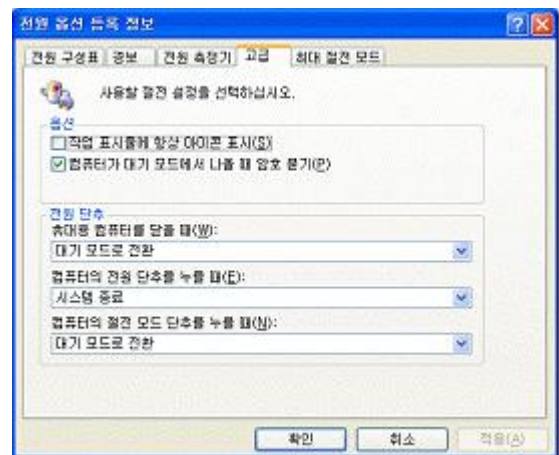 전원 옵션 등록 정보
전원 구성표 경보 전원 측정기 고급 최대 절전 모드
사용할 절전 설정을 선택하십시오.
옵션
작업 표시줄에 항상 아이콘 표시(S)
컴퓨터가 대기 모드에서 나올 때 암호 묻기(P)
전원 단추
휴대용 컴퓨터를 닫을 때(W):
대기 모드로 전환
컴퓨터의 전원 단추를 누를 때(E):
시스템 종료
컴퓨터의 절전 모드 단추를 누를 때(N):
대기 모드로 전환
확인 취소 적용(A)